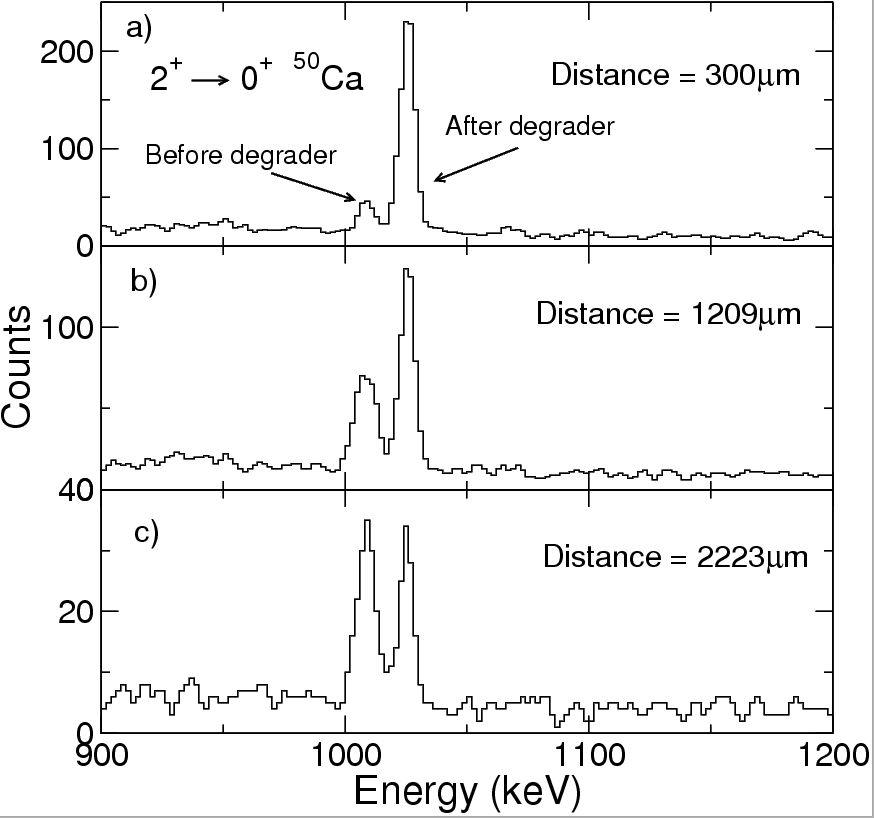 a)
2⁺ → 0⁺ ⁵⁰Ca
Distance = 300μm
Before degrader
After degrader
200
100
0
b)
Distance = 1209μm
100
Counts
40
c)
Distance = 2223μm
20
0
900 1000 1100 1200
Energy (keV)